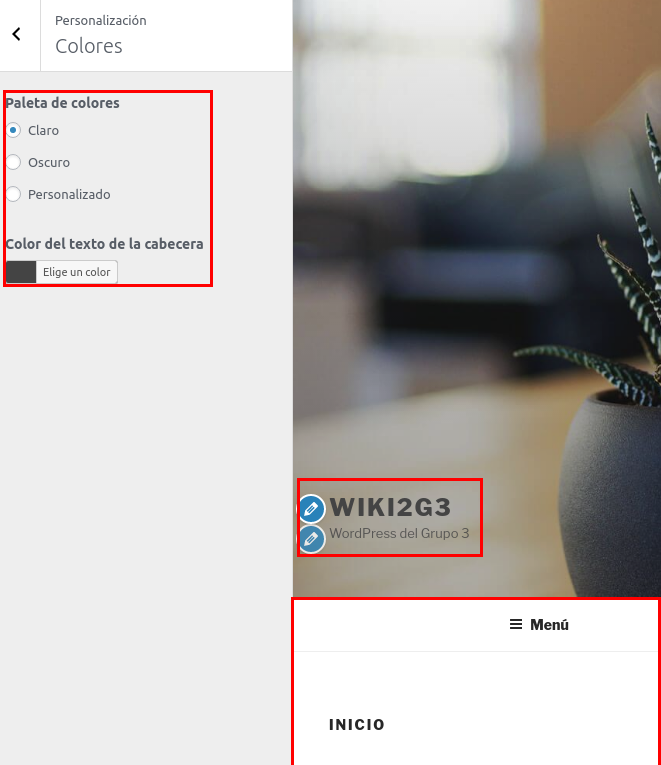 Personalización
Colores
Paleta de colores
Claro
Oscuro
Personalizado
Color del texto de la cabecera
Elige un color
WIKI2G3
WordPress del Grupo 3
Menú
INICIO